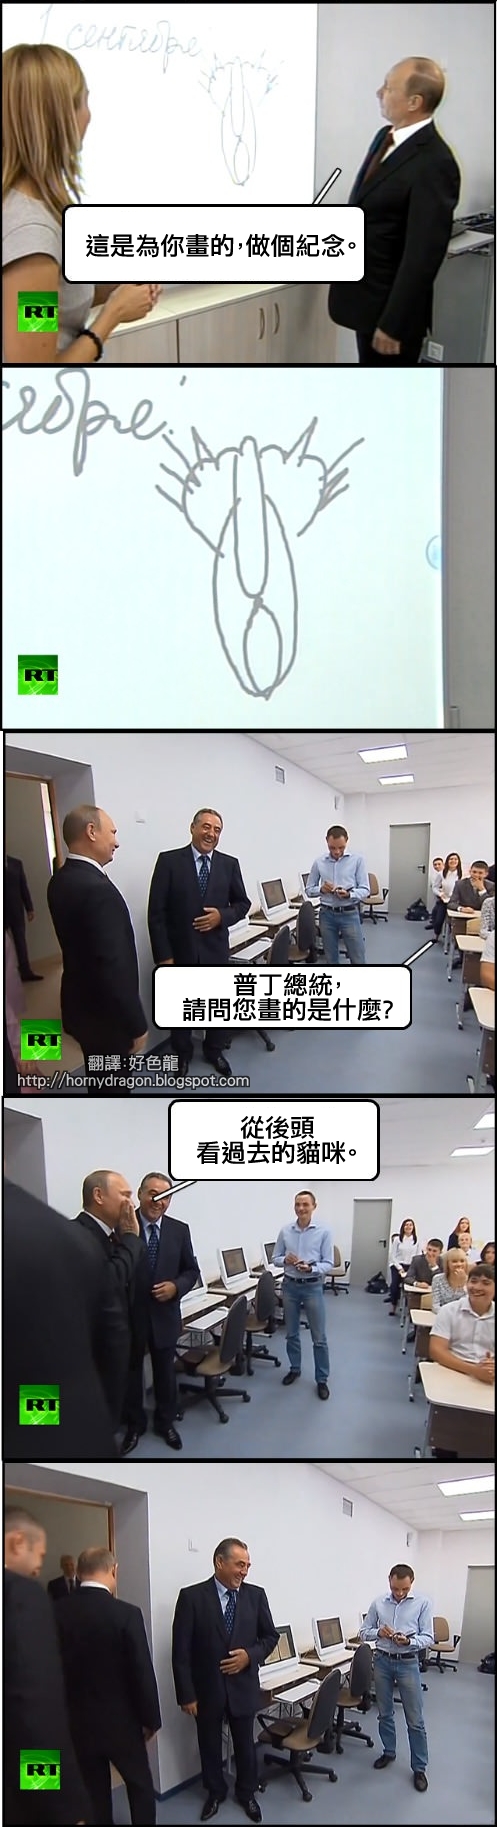 1 сентября
這是為你畫的，做個紀念。
RT
ябре!
RT
普丁總統，
請問您畫的是什麼？
RT
翻譯：好色龍
http://hornydragon.blogspot.com
從後頭
看過去的貓咪。
RT
RT